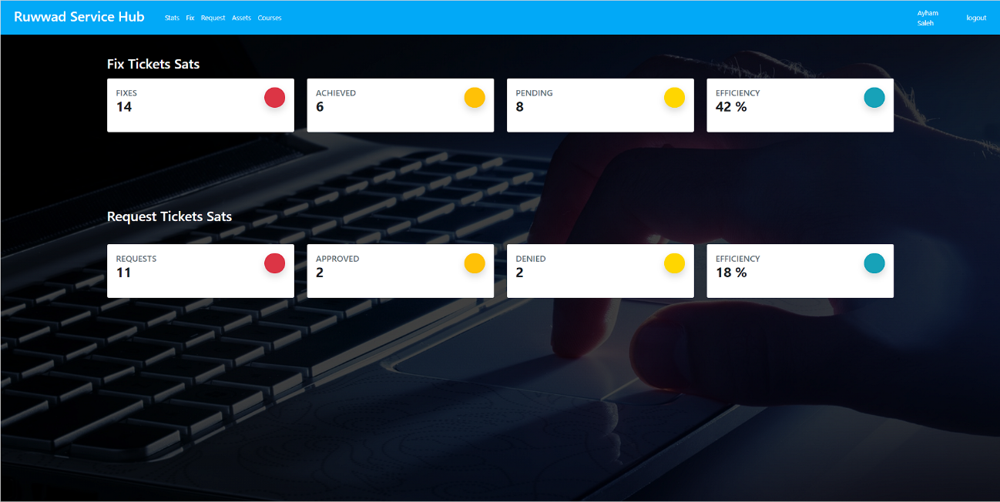 Ruwwad Service Hub Stats Fix Request Assets Courses Ayham Saleh logout
Fix Tickets Sats
FIXES ACHIEVED PENDING EFFICIENCY
14 6 8 42 %
Request Tickets Sats
REQUESTS APPROVED DENIED EFFICIENCY
11 2 2 18 %